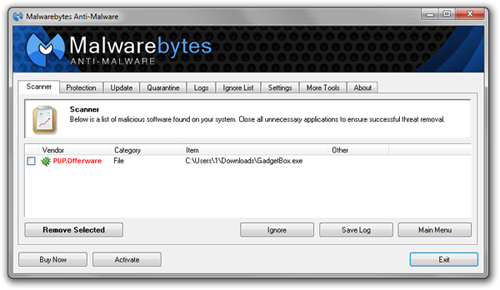 Malwarebytes Anti-Malware
Malwarebytes
ANTI-MALWARE
Scanner Protection Update Quarantine Logs Ignore List Settings More Tools About
Scanner
Below is a list of malicious software found on your system. Close all unnecessary applications to ensure successful threat removal.
Vendor Category Item Other
PUP.Offerware File C:\Users\1\Downloads\GadgetBox.exe
Remove Selected Ignore Save Log Main Menu
Buy Now Activate Exit